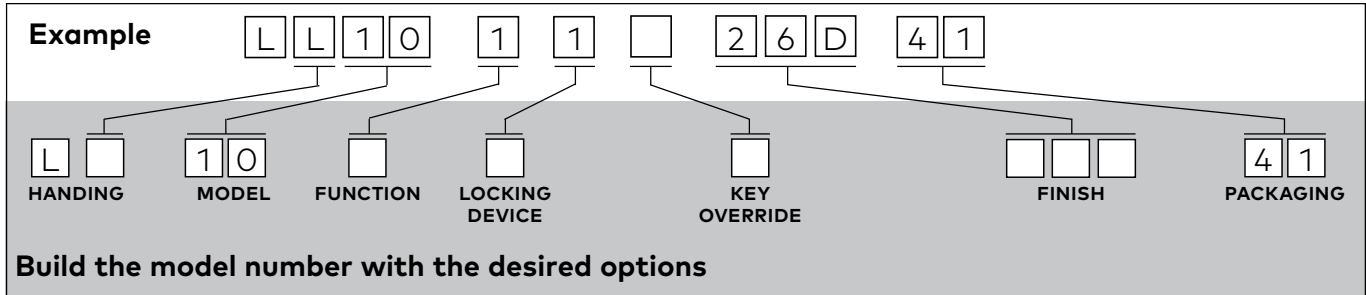 Example L L 1 0 1 1 2 6 D 4 1
L 1 0 4 1
HANDING MODEL FUNCTION LOCKING DEVICE KEY OVERRIDE FINISH PACKAGING
Build the model number with the desired options